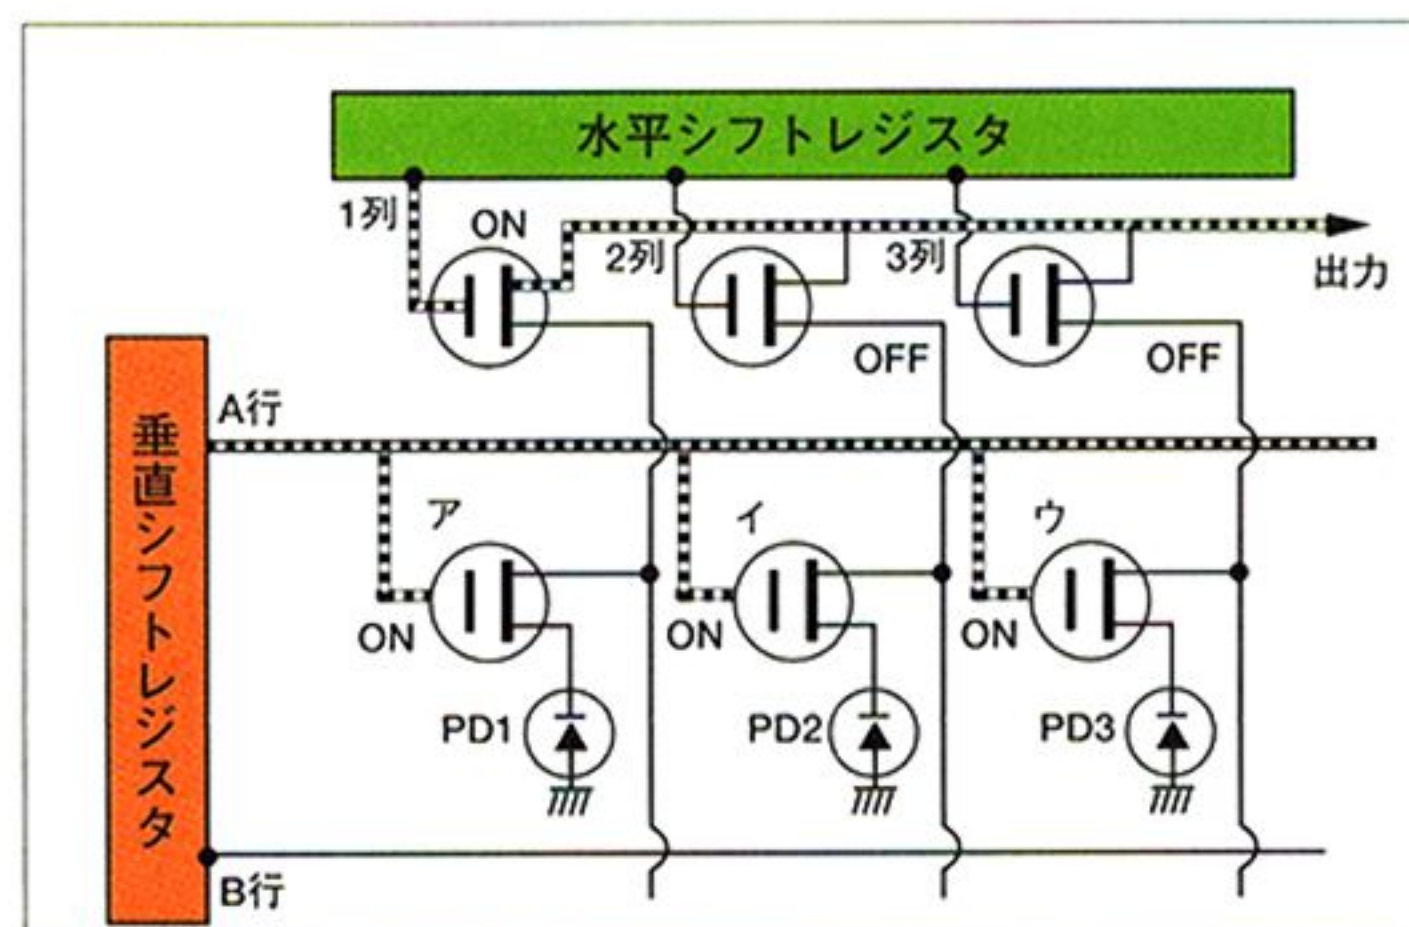 水平シフトレジスタ
1列
ON
2列
3列
出力
OFF
OFF
垂直シフトレジスタ
A行
ア
イ
ウ
ON
ON
ON
PD1
PD2
PD3
B行